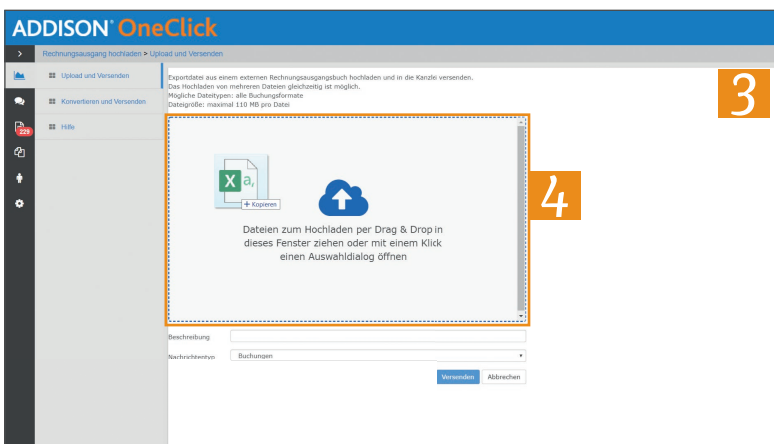 ADDISON® OneClick
Rechnungsausgang hochladen > Upload und Versenden
Upload und Versenden
Konvertieren und Versenden
Hilfe
229
Exportdatei aus einem externen Rechnungsausgangsbuch hochladen und in die Kanzlei versenden.
Das Hochladen von mehreren Dateien gleichzeitig ist möglich.
Mögliche Dateitypen: alle Buchungsformate
Dateigröße: maximal 110 MB pro Datei
3
X a,
+ Kopieren
4
Dateien zum Hochladen per Drag & Drop in
dieses Fenster ziehen oder mit einem Klick
einen Auswahldialog öffnen
Beschreibung
Nachrichtentyp Buchungen
Versenden Abbrechen